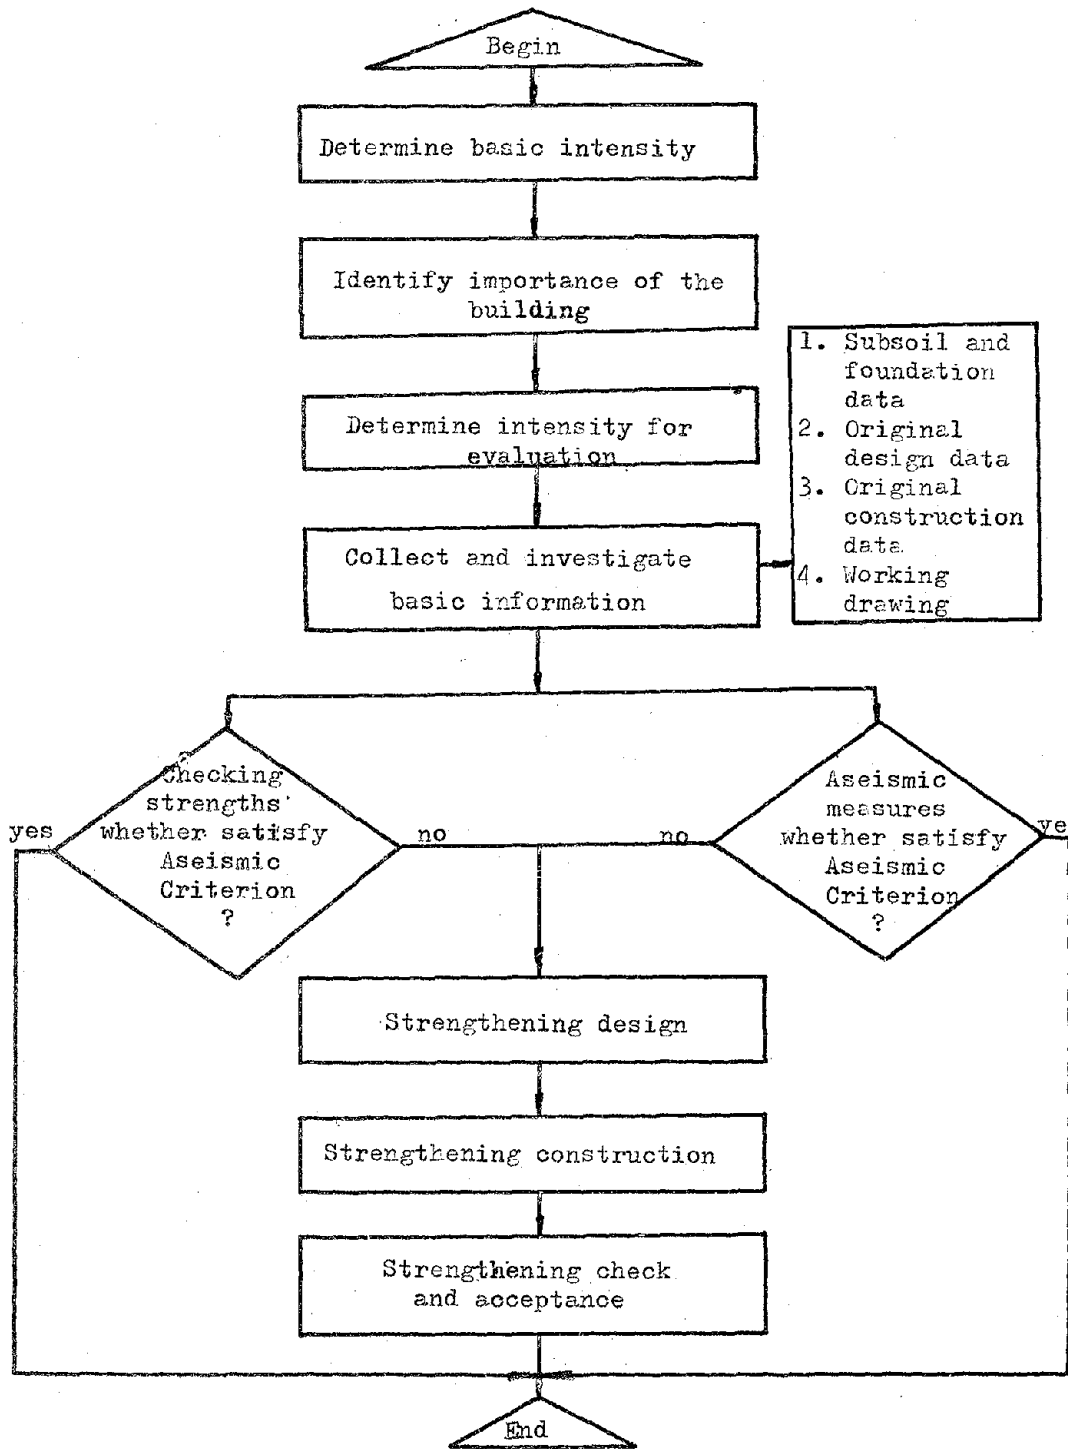 Begin
Determine basic intensity
Identify importance of the
building
Determine intensity for
evaluation
Collect and investigate
basic information
1. Subsoil and
foundation
data
2. Original
design data
3. Original
construction
data
4. Working
drawing
Checking
strengths
whether satisfy
Aseismic
Criterion
?
yes
no
no
Aseismic
measures
whether satisfy
Aseismic
Criterion
?
ye
Strengthening design
Strengthening construction
Strengthening check
and acceptance
End